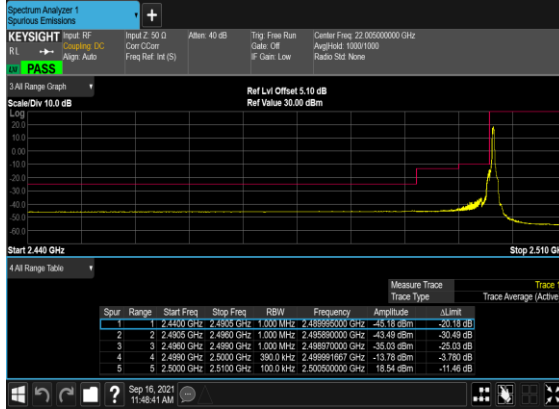 Spectrum Analyzer 1
Spurious Emissions
KEYSIGHT Input: RF Input Z: 50 Ω Atten: 40 dB Trig: Free Run Center Freq: 22.005000000 GHz
RL Coupling: DC Corr CCorr Gate: Off Avg|Hold: 1000/1000
Align: Auto Freq Ref: Int (S) IF Gain: Low Radio Std: None
PASS
3 All Range Graph
Ref Lvl Offset 5.10 dB
Scale/Div 10.0 dB Ref Value 30.00 dBm
Log
20.0
10.0
0.00
-10.0
-20.0
-30.0
-40.0
-50.0
-60.0
Start 2.440 GHz Stop 2.510 GH
4 All Range Table
Measure Trace Trace 1
Trace Type Trace Average (Active
Spur Range Start Freq Stop Freq RBW Frequency Amplitude ΔLimit
1 1 2.4400 GHz 2.4905 GHz 1.000 MHz 2.489995000 GHz -45.18 dBm -20.18 dB
2 2 2.4905 GHz 2.4960 GHz 1.000 MHz 2.495890000 GHz -43.49 dBm -30.49 dB
3 3 2.4960 GHz 2.4990 GHz 1.000 MHz 2.498970000 GHz -35.03 dBm -25.03 dB
4 4 2.4990 GHz 2.5000 GHz 390.0 kHz 2.499991667 GHz -13.78 dBm -3.780 dB
5 5 2.5000 GHz 2.5100 GHz 100.0 kHz 2.500500000 GHz 18.54 dBm -11.46 dB
Sep 16, 2021
11:48:41 AM